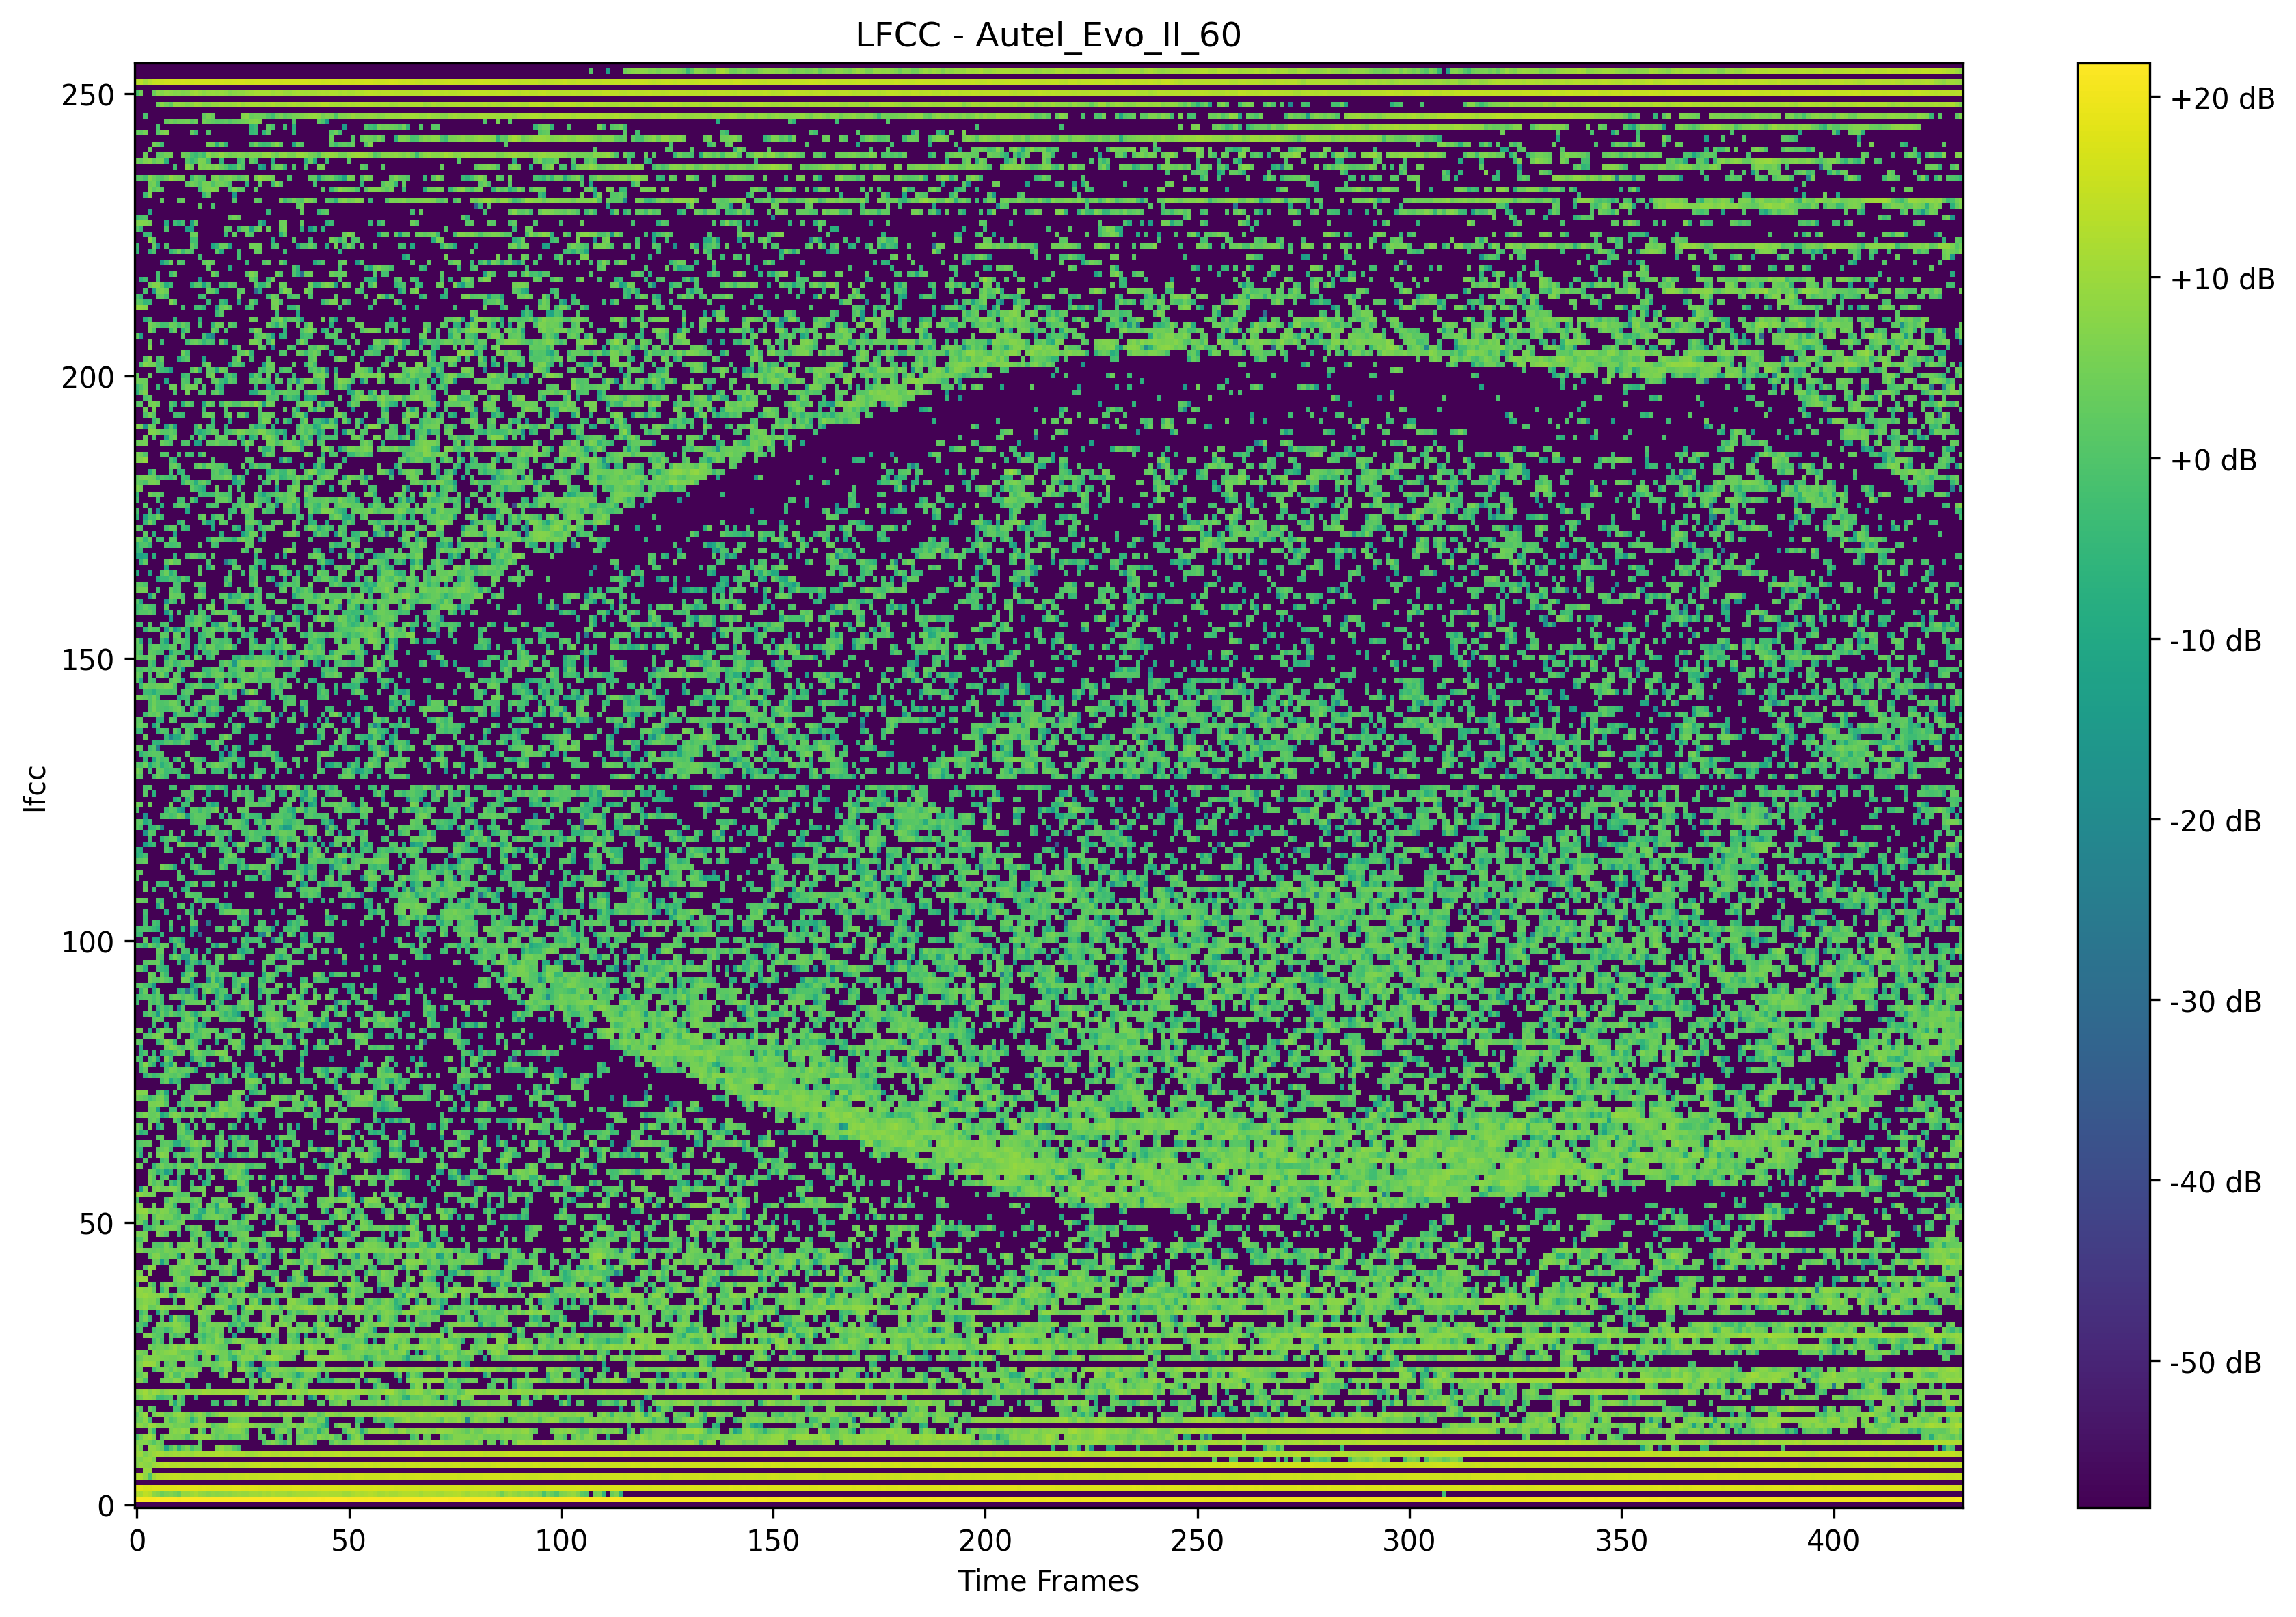 LFCC - Autel_Evo_II_60
250
200
150
100
50
0
lfcc
0 50 100 150 200 250 300 350 400
Time Frames
+20 dB
+10 dB
+0 dB
-10 dB
-20 dB
-30 dB
-40 dB
-50 dB